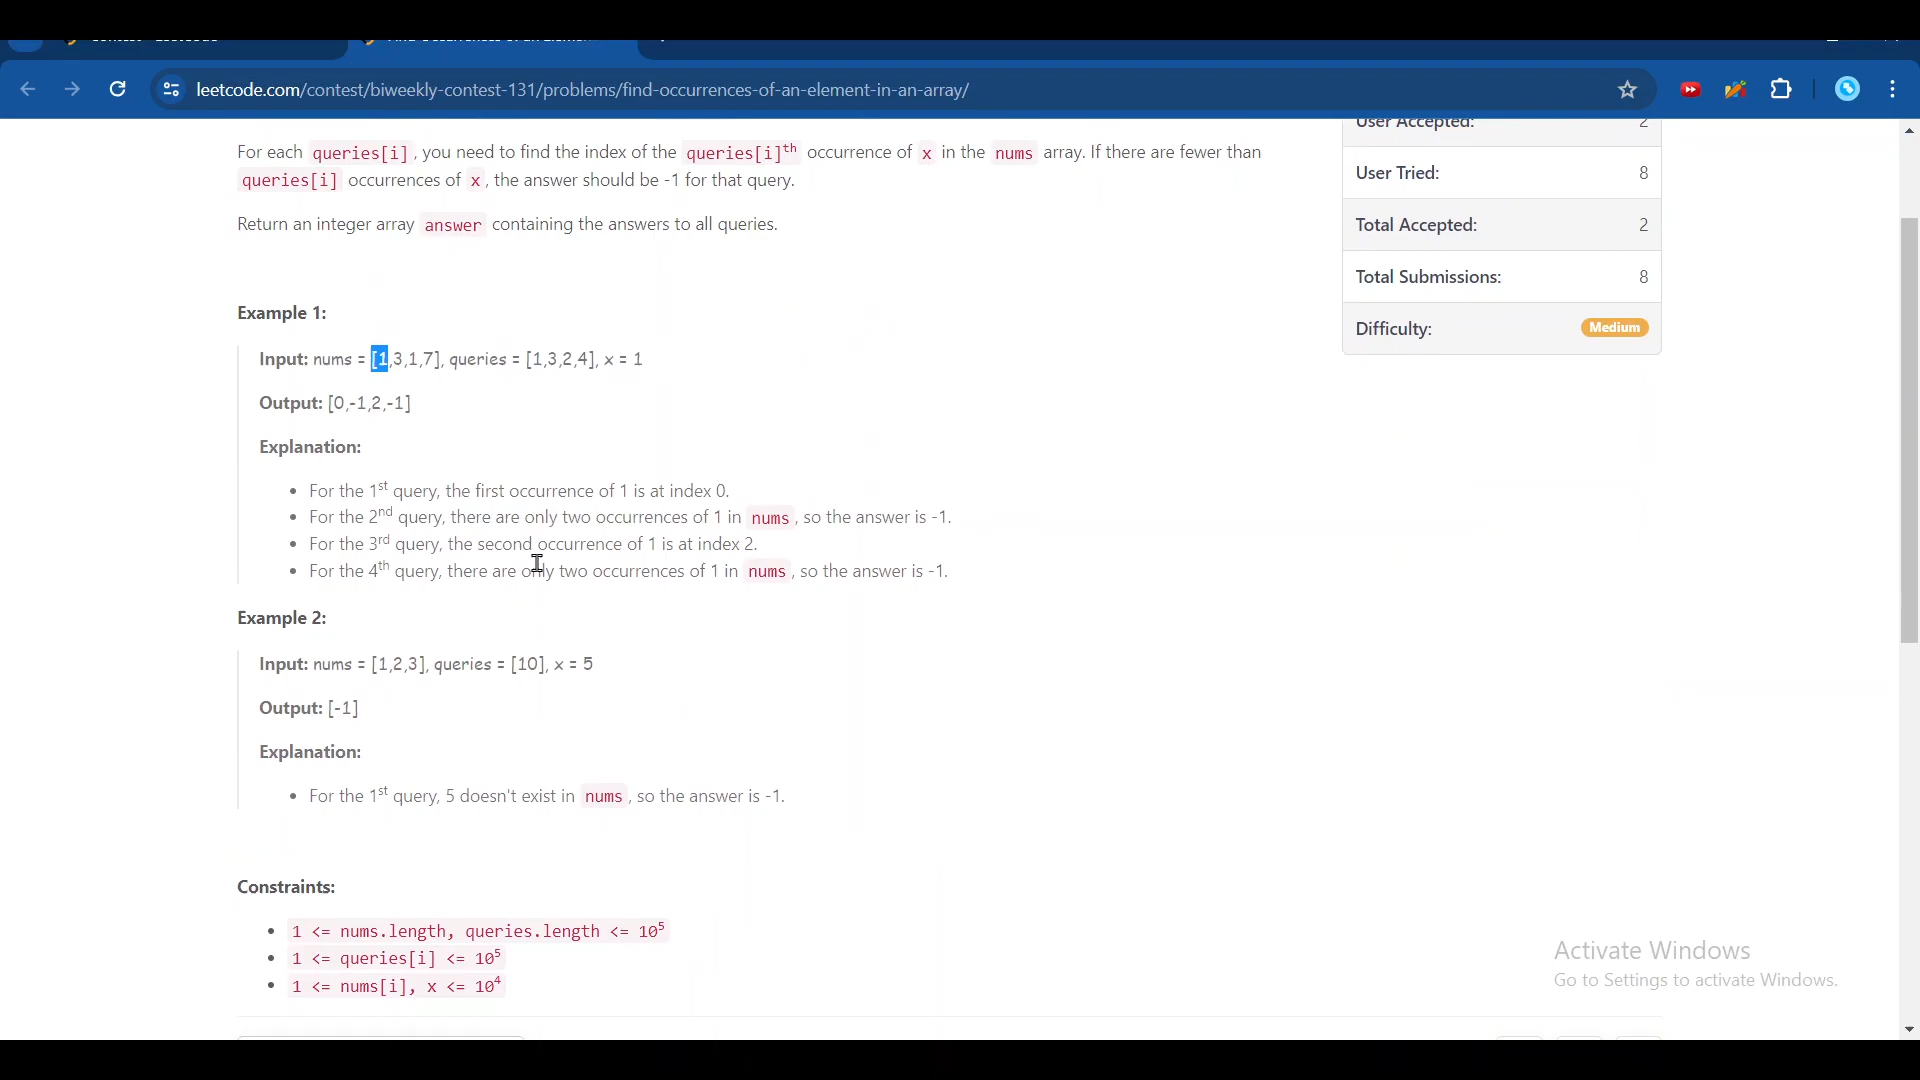 leetcode.com/contest/biweekly-contest-131/problems/find-occurrences-of-an-element-in-an-array/
User Accepted: 2
For each queries[i], you need to find the index of the queries[i]th occurrence of x in the nums array. If there are fewer than
queries[i] occurrences of x, the answer should be -1 for that query.
User Tried: 8
Return an integer array answer containing the answers to all queries.
Total Accepted: 2
Total Submissions: 8
Difficulty: Medium
Example 1:
Input: nums = [1,3,1,7], queries = [1,3,2,4], x = 1
Output: [0,-1,2,-1]
Explanation:
• For the 1st query, the first occurrence of 1 is at index 0.
• For the 2nd query, there are only two occurrences of 1 in nums, so the answer is -1.
• For the 3rd query, the second occurrence of 1 is at index 2.
• For the 4th query, there are only two occurrences of 1 in nums, so the answer is -1.
Example 2:
Input: nums = [1,2,3], queries = [10], x = 5
Output: [-1]
Explanation:
• For the 1st query, 5 doesn't exist in nums, so the answer is -1.
Constraints:
• 1 <= nums.length, queries.length <= 10^5
• 1 <= queries[i] <= 10^5
• 1 <= nums[i], x <= 10^4
Activate Windows
Go to Settings to activate Windows.